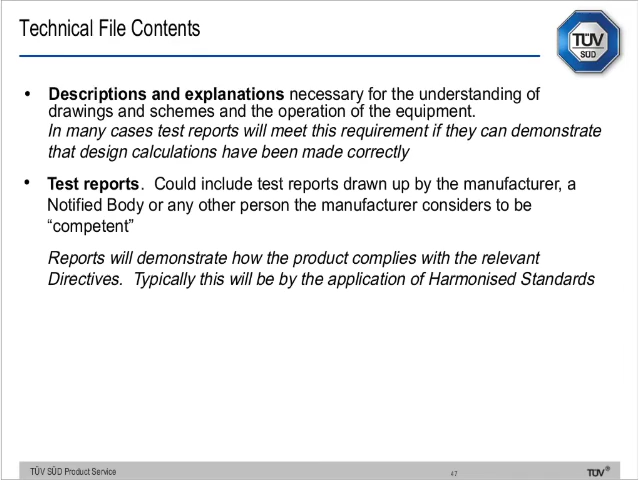 Technical File Contents
TÜV
SÜD
• Descriptions and explanations necessary for the understanding of
drawings and schemes and the operation of the equipment.
In many cases test reports will meet this requirement if they can demonstrate
that design calculations have been made correctly
• Test reports.  Could include test reports drawn up by the manufacturer, a
Notified Body or any other person the manufacturer considers to be
“competent”
Reports will demonstrate how the product complies with the relevant
Directives.  Typically this will be by the application of Harmonised Standards
TÜV SÜD Product Service
47
TÜV®